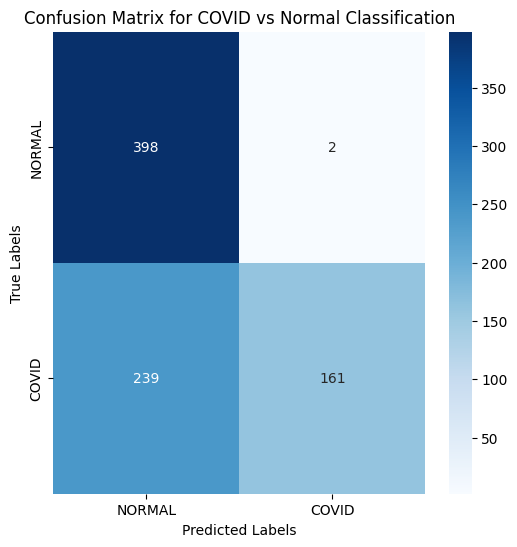 Confusion Matrix for COVID vs Normal Classification
True Labels
NORMAL
COVID
398
2
239
161
NORMAL
COVID
Predicted Labels
350
300
250
200
150
100
50